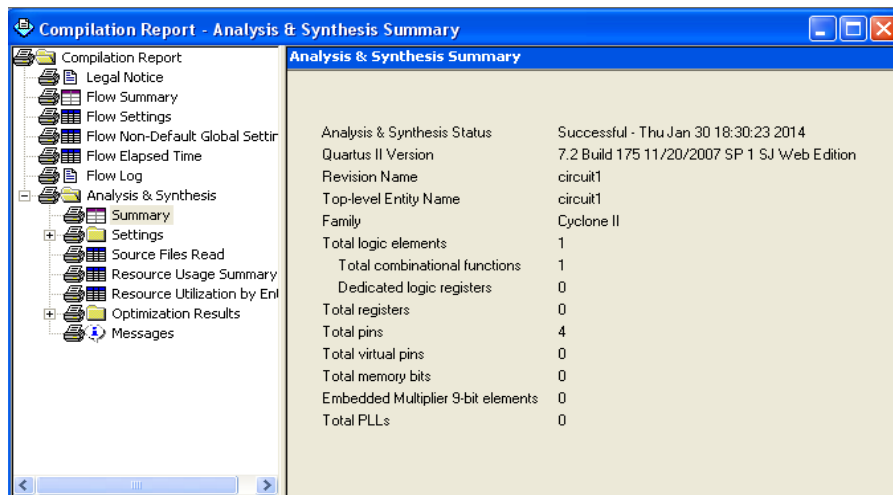 Compilation Report - Analysis & Synthesis Summary
Compilation Report
Legal Notice
Flow Summary
Flow Settings
Flow Non-Default Global Settin
Flow Elapsed Time
Flow Log
Analysis & Synthesis
Summary
Settings
Source Files Read
Resource Usage Summary
Resource Utilization by Ent
Optimization Results
Messages
Analysis & Synthesis Summary
Analysis & Synthesis Status Successful - Thu Jan 30 18:30:23 2014
Quartus II Version 7.2 Build 175 11/20/2007 SP 1 SJ Web Edition
Revision Name circuit1
Top-level Entity Name circuit1
Family Cyclone II
Total logic elements 1
Total combinational functions 1
Dedicated logic registers 0
Total registers 0
Total pins 4
Total virtual pins 0
Total memory bits 0
Embedded Multiplier 9-bit elements 0
Total PLLs 0